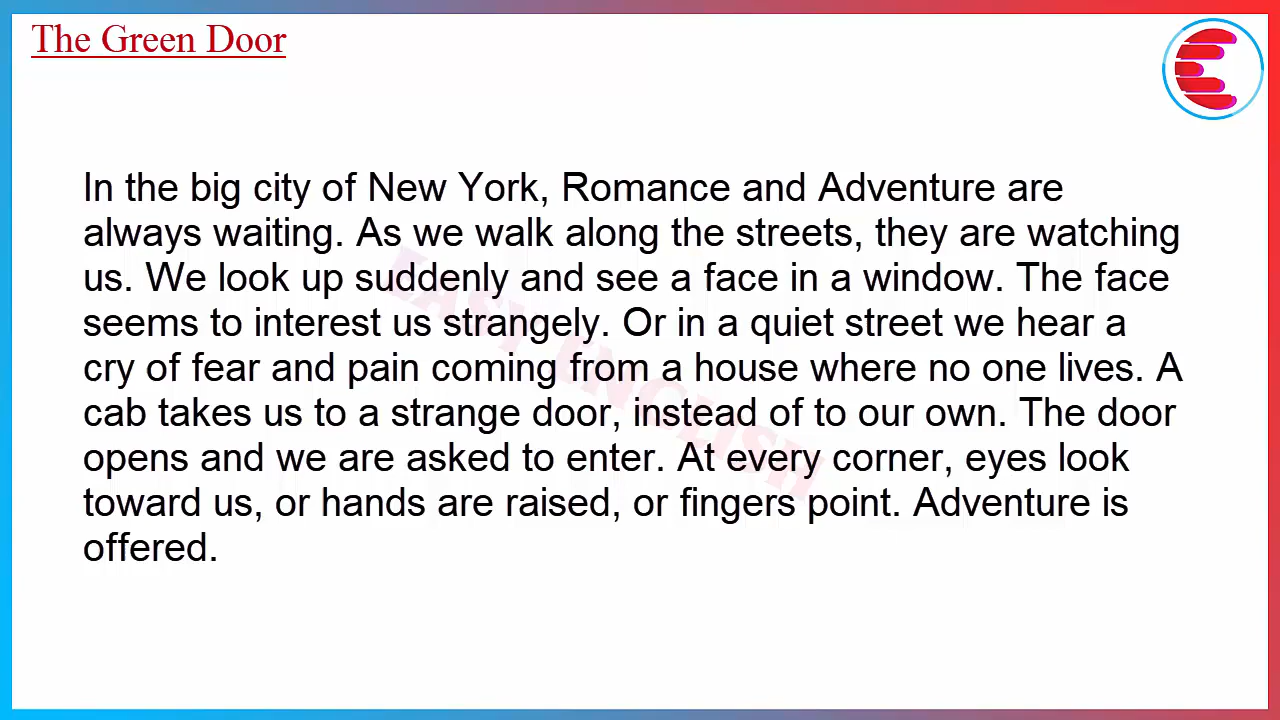 The Green Door
In the big city of New York, Romance and Adventure are
always waiting. As we walk along the streets, they are watching
us. We look up suddenly and see a face in a window. The face
seems to interest us strangely. Or in a quiet street we hear a
cry of fear and pain coming from a house where no one lives. A
cab takes us to a strange door, instead of to our own. The door
opens and we are asked to enter. At every corner, eyes look
toward us, or hands are raised, or fingers point. Adventure is
offered.
EASY ENGLISH